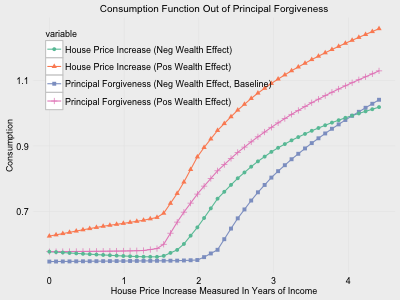 Consumption Function Out of Principal Forgiveness
variable
House Price Increase (Neg Wealth Effect)
House Price Increase (Pos Wealth Effect)
Principal Forgiveness (Neg Wealth Effect, Baseline)
Principal Forgiveness (Pos Wealth Effect)
Consumption
1.1
0.9
0.7
0 1 2 3 4
House Price Increase Measured In Years of Income